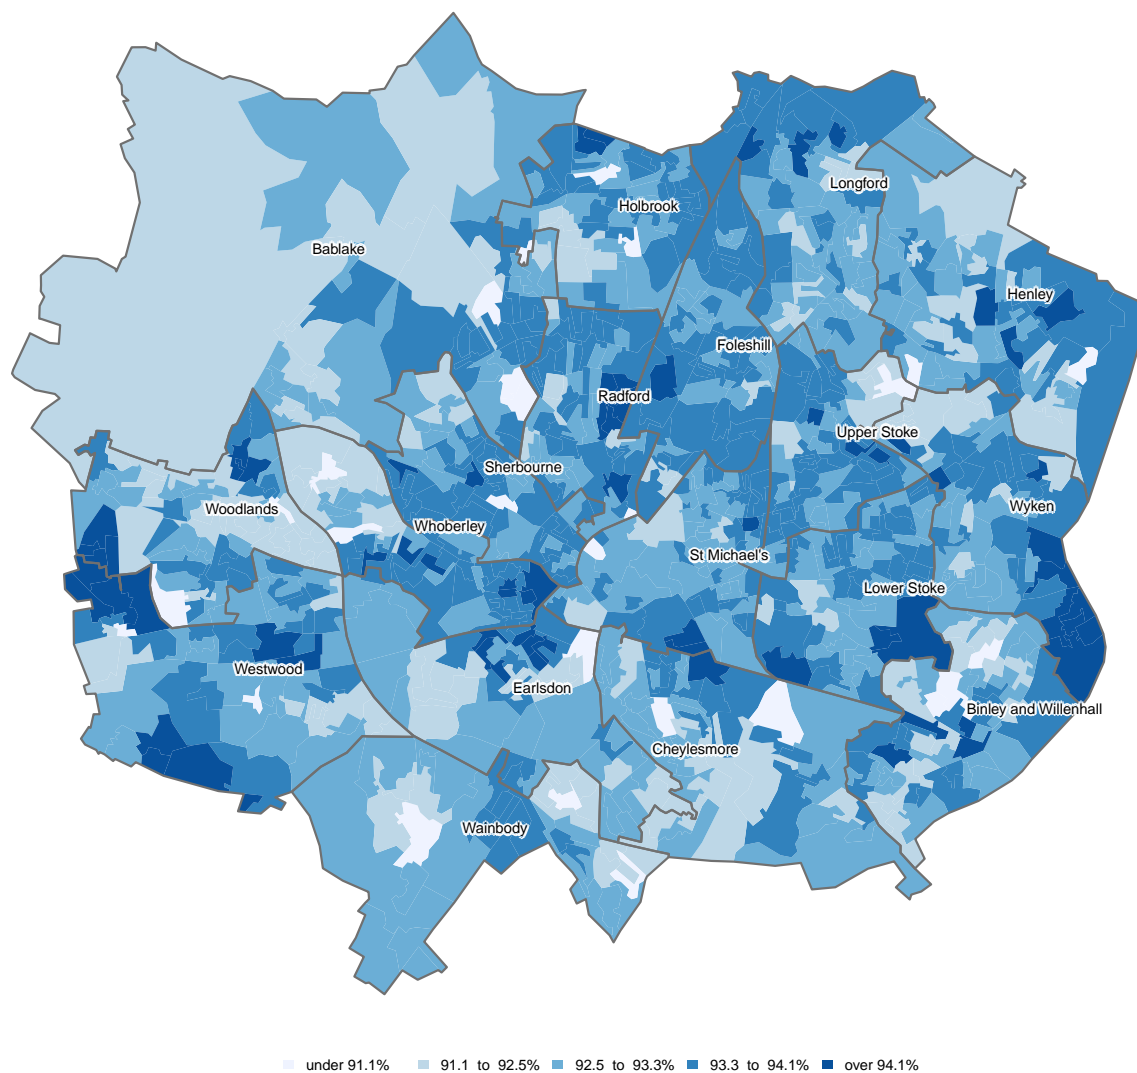 Longford
Holbrook
Bablake
Henley
Foleshill
Radford
Upper Stoke
Sherbourne
Woodlands
Wyken
Whoberley
St Michael's
Lower Stoke
Westwood
Earlsdon
Binley and Willenhall
Cheylesmore
Wainbody
under 91.1% 91.1 to 92.5% 92.5 to 93.3% 93.3 to 94.1% over 94.1%